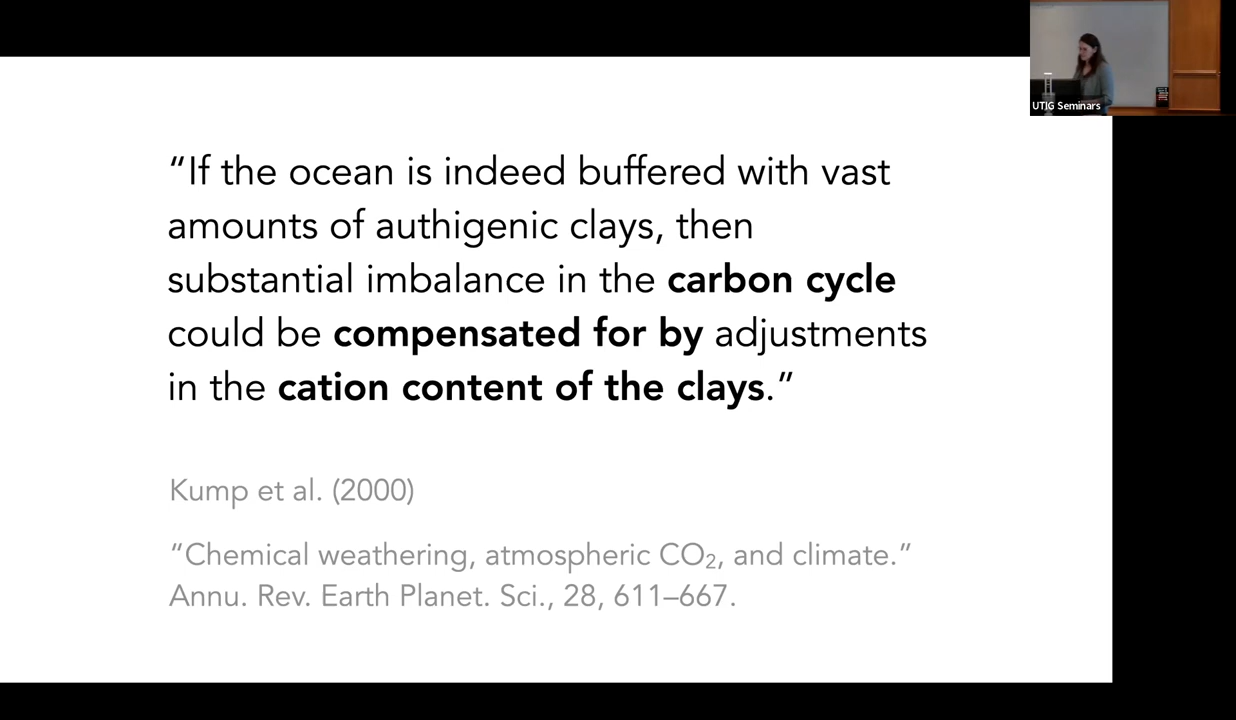 UTIG Seminars
“If the ocean is indeed buffered with vast
amounts of authigenic clays, then
substantial imbalance in the carbon cycle
could be compensated for by adjustments
in the cation content of the clays.”
Kump et al. (2000)
“Chemical weathering, atmospheric CO₂, and climate.”
Annu. Rev. Earth Planet. Sci., 28, 611–667.